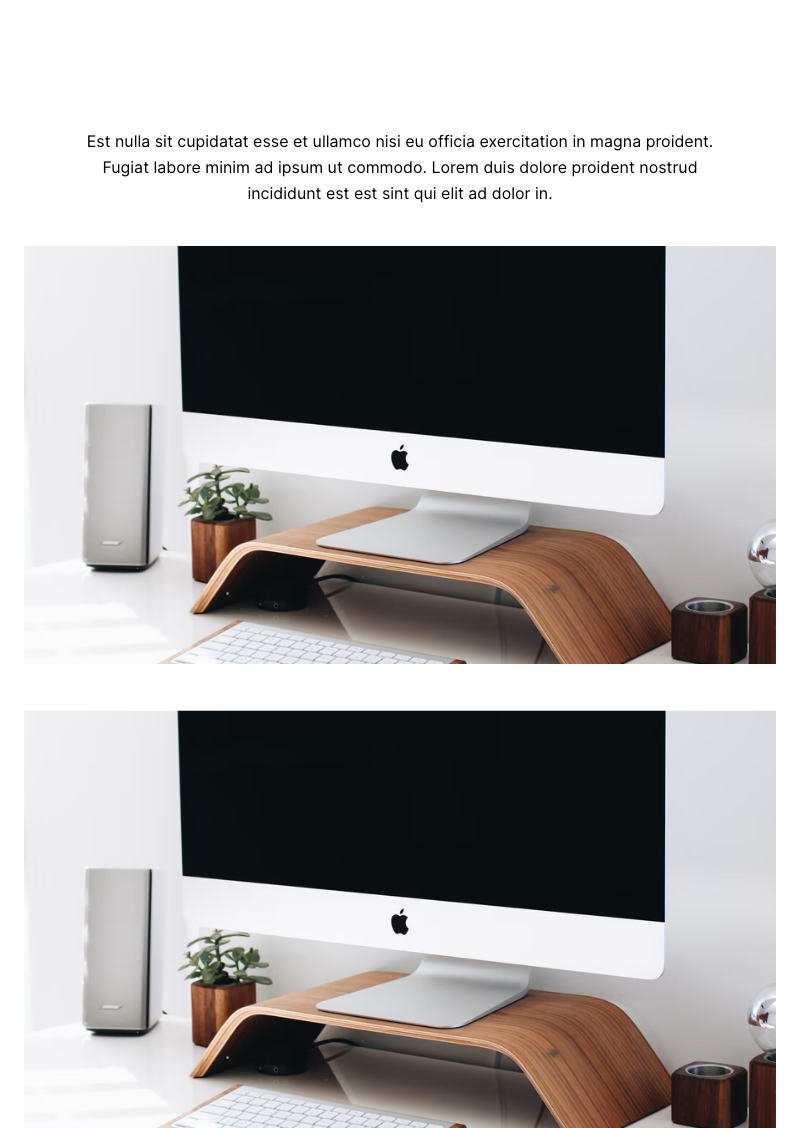 Est nulla sit cupidatat esse et ullamco nisi eu officia exercitation in magna proident.
Fugiat labore minim ad ipsum ut commodo. Lorem duis dolore proident nostrud
incididunt est est sint qui elit ad dolor in.